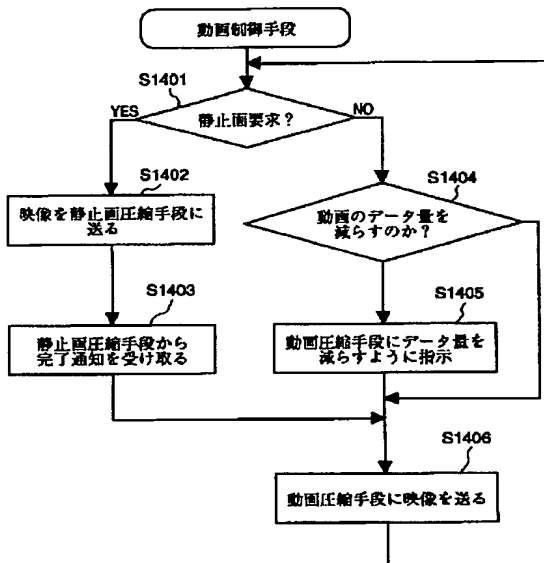 動画制御手段
S1401
YES
静止画要求？
NO
S1402
映像を静止画圧縮手段に
送る
S1404
動画のデータ量を
減らすのか？
S1403
静止画圧縮手段から
完了通知を受け取る
S1405
動画圧縮手段にデータ量を
減らすように指示
S1406
動画圧縮手段に映像を送る